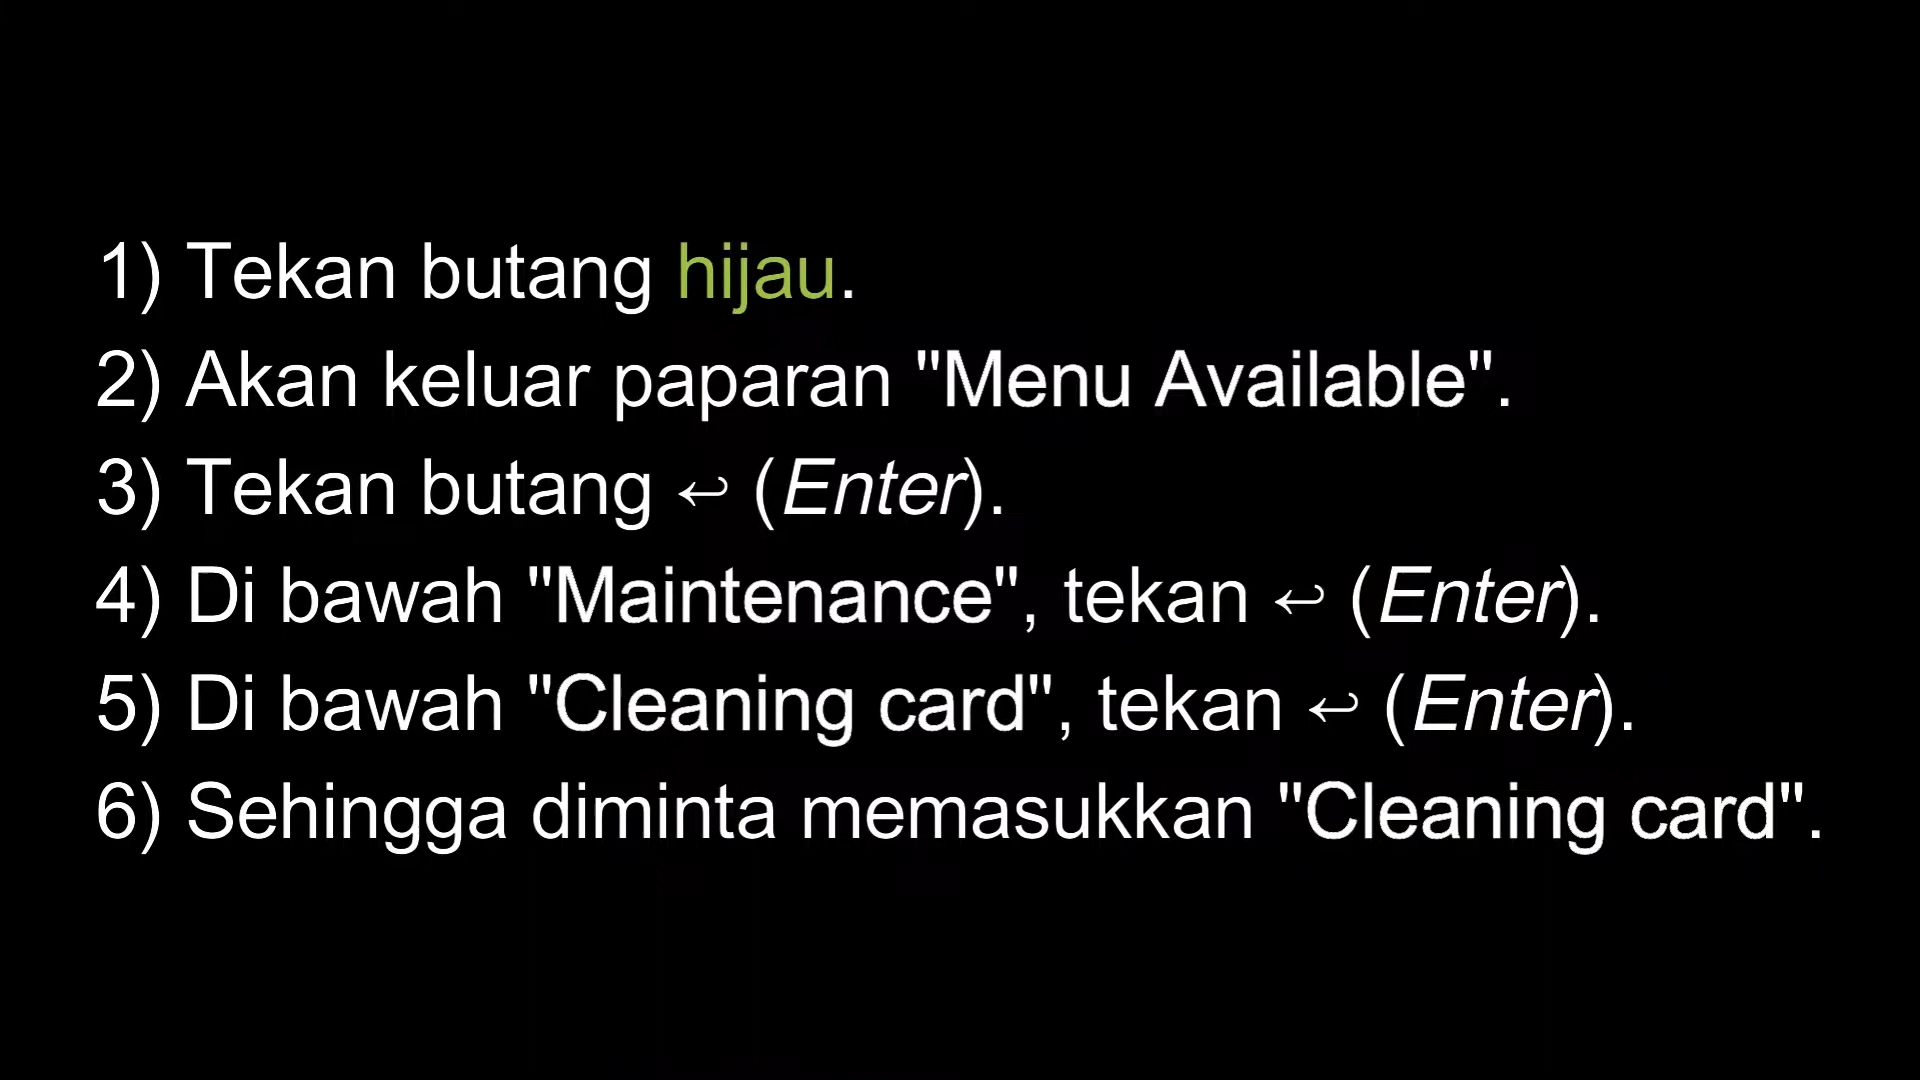 1) Tekan butang hijau.
2) Akan keluar paparan "Menu Available".
3) Tekan butang ↩ (Enter).
4) Di bawah "Maintenance", tekan ↩ (Enter).
5) Di bawah "Cleaning card", tekan ↩ (Enter).
6) Sehingga diminta memasukkan "Cleaning card".